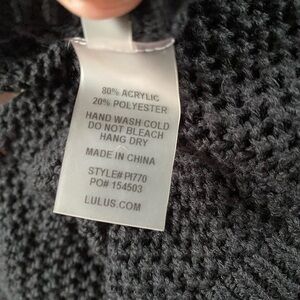 80% ACRYLIC
20% POLYESTER
HAND WASH COLD
DO NOT BLEACH
HANG DRY
MADE IN CHINA
STYLE# PI770
PO# 154503
LULUS.COM